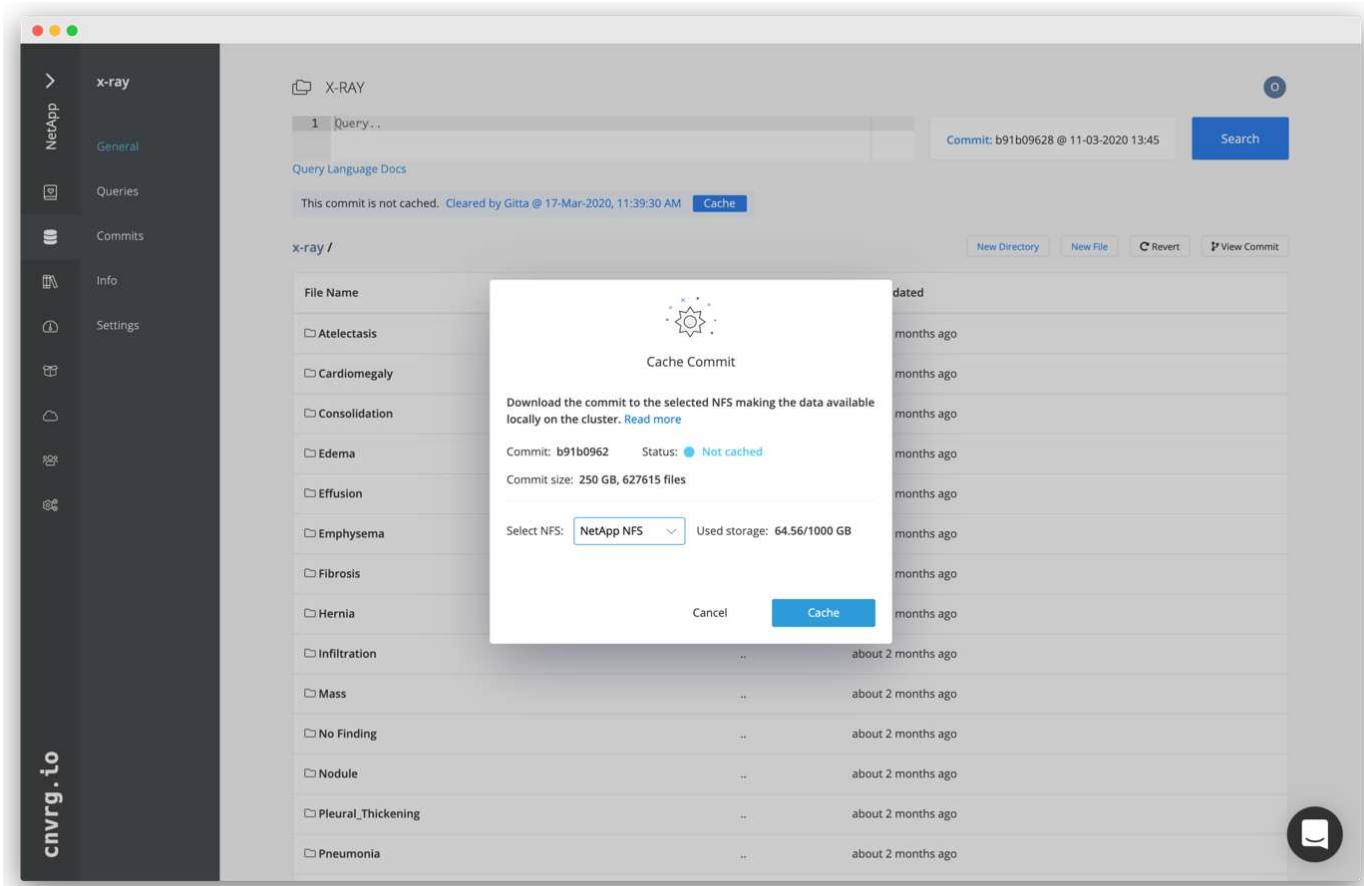 NetApp
x-ray
General
Queries
Commits
Info
Settings
cnvrg.io
X-RAY
O
1 Query..
Commit: b91b09628 @ 11-03-2020 13:45
Search
Query Language Docs
This commit is not cached. Cleared by Gitta @ 17-Mar-2020, 11:39:30 AM Cache
x-ray /
New Directory New File Revert View Commit
File Name dated
Atelectasis months ago
Cardiomegaly months ago
Consolidation months ago
Edema months ago
Effusion months ago
Emphysema months ago
Fibrosis months ago
Hernia months ago
Infiltration .. about 2 months ago
Mass .. about 2 months ago
No Finding .. about 2 months ago
Nodule .. about 2 months ago
Pleural_Thickening .. about 2 months ago
Pneumonia .. about 2 months ago
Cache Commit
Download the commit to the selected NFS making the data available
locally on the cluster. Read more
Commit: b91b0962 Status: Not cached
Commit size: 250 GB, 627615 files
Select NFS: NetApp NFS Used storage: 64.56/1000 GB
Cancel Cache